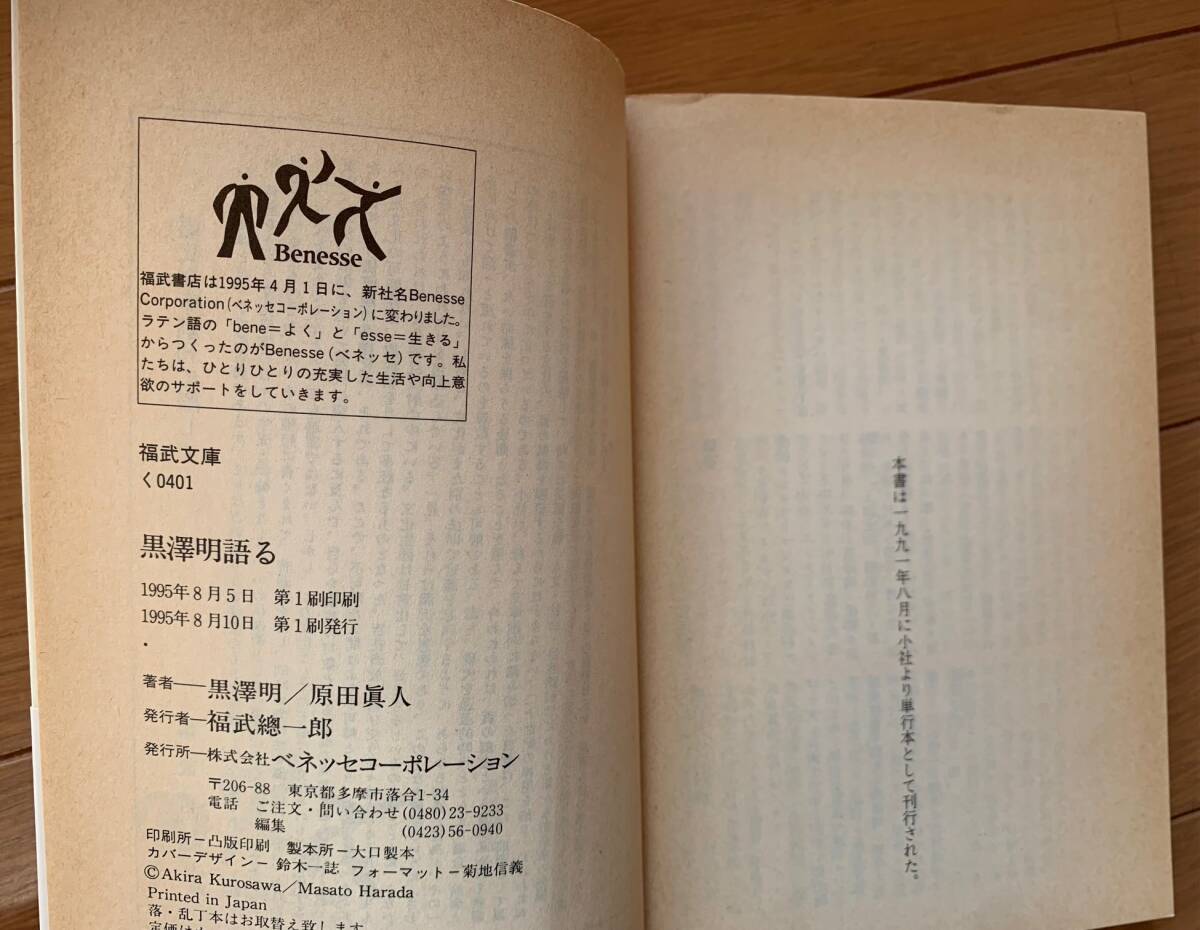 Benesse
福武書店は1995年4月1日に、新社名Benesse
Corporation(ベネッセコーポレーション)に変わりました。
ラテン語の「bene＝よく」と「esse＝生きる」
からつくったのがBenesse(ベネッセ)です。私
たちは、ひとりひとりの充実した生活や向上意
欲のサポートをしていきます。
福武文庫
く0401
黒澤明語る
1995年8月5日 第1刷印刷
1995年8月10日 第1刷発行
著者―黒澤明／原田眞人
発行者―福武總一郎
発行所―株式会社ベネッセコーポレーション
〒206-88 東京都多摩市落合1-34
電話 ご注文・問い合わせ(0480)23-9233
編集 (0423)56-0940
印刷所－凸版印刷 製本所－大口製本
カバーデザイン－鈴木一誌 フォーマット－菊地信義
©Akira Kurosawa／Masato Harada
Printed in Japan
落・乱丁本はお取替え致します
定価は
本書は一九九一年八月に小社より単行本として刊行された。